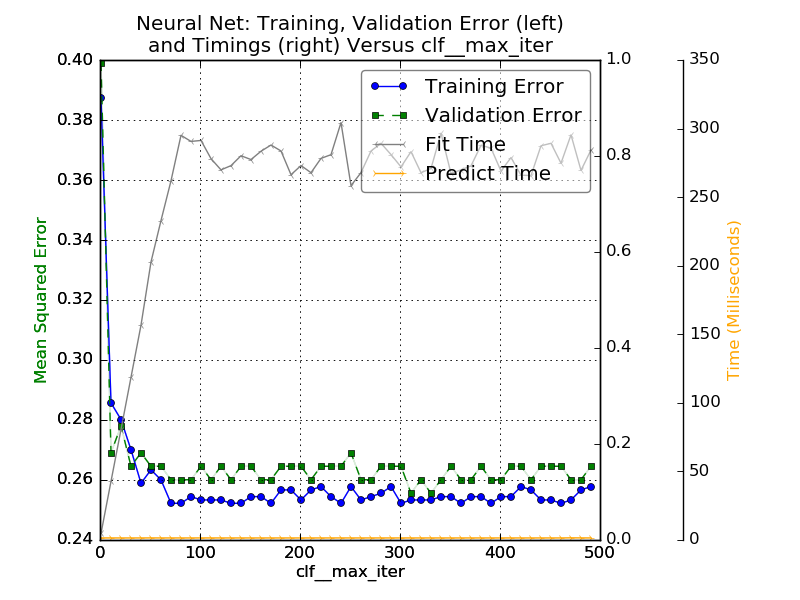 Neural Net: Training, Validation Error (left)
and Timings (right) Versus clf__max_iter
Training Error
Validation Error
Fit Time
Predict Time
Mean Squared Error
0.40
0.38
0.36
0.34
0.32
0.30
0.28
0.26
0.24
0 100 200 300 400 500
clf__max_iter
1.0
0.8
0.6
0.4
0.2
0.0
350
300
250
200
150
100
50
0
Time (Milliseconds)